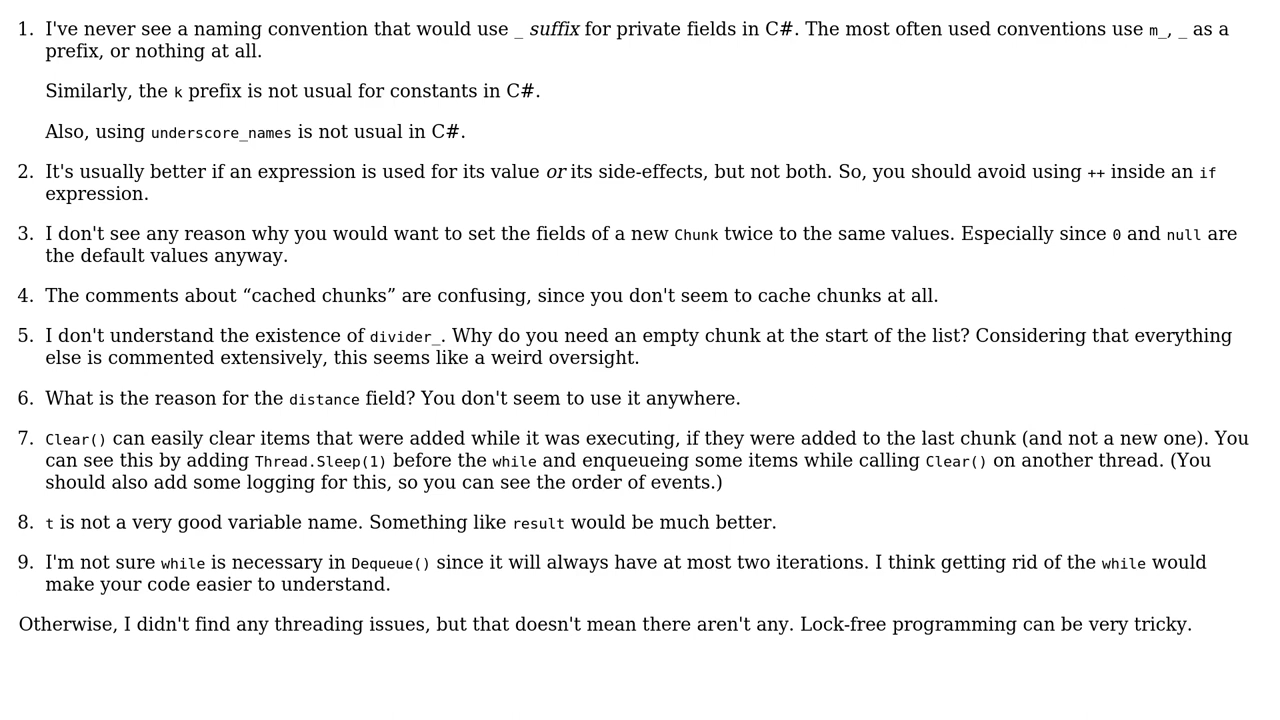 1. I've never see a naming convention that would use _ suffix for private fields in C#. The most often used conventions use m_, _ as a
prefix, or nothing at all.
Similarly, the k prefix is not usual for constants in C#.
Also, using underscore_names is not usual in C#.
2. It's usually better if an expression is used for its value or its side-effects, but not both. So, you should avoid using ++ inside an if
expression.
3. I don't see any reason why you would want to set the fields of a new Chunk twice to the same values. Especially since 0 and null are
the default values anyway.
4. The comments about “cached chunks” are confusing, since you don't seem to cache chunks at all.
5. I don't understand the existence of divider_. Why do you need an empty chunk at the start of the list? Considering that everything
else is commented extensively, this seems like a weird oversight.
6. What is the reason for the distance field? You don't seem to use it anywhere.
7. Clear() can easily clear items that were added while it was executing, if they were added to the last chunk (and not a new one). You
can see this by adding Thread.Sleep(1) before the while and enqueueing some items while calling Clear() on another thread. (You
should also add some logging for this, so you can see the order of events.)
8. t is not a very good variable name. Something like result would be much better.
9. I'm not sure while is necessary in Dequeue() since it will always have at most two iterations. I think getting rid of the while would
make your code easier to understand.
Otherwise, I didn't find any threading issues, but that doesn't mean there aren't any. Lock-free programming can be very tricky.